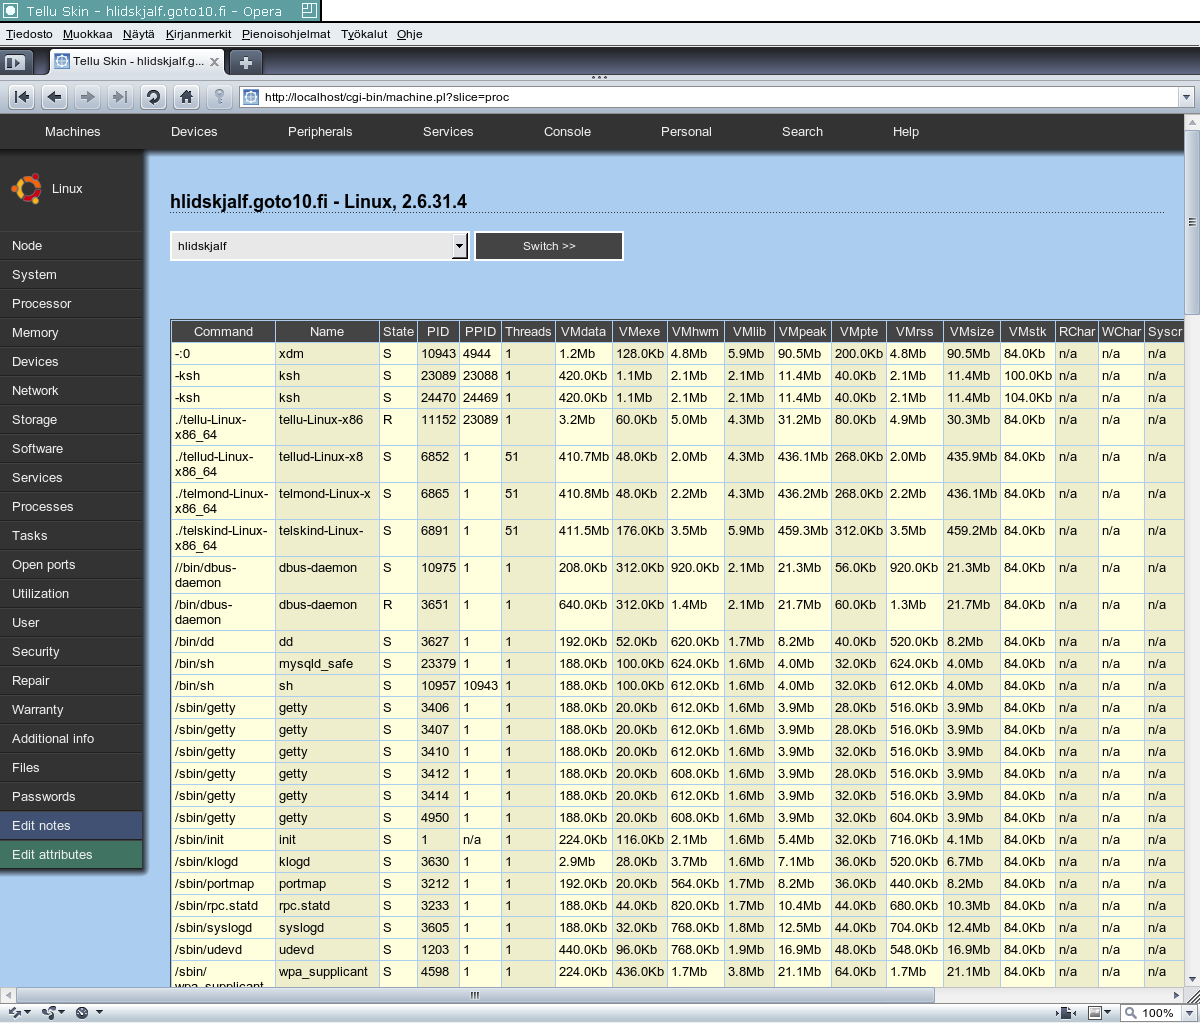 Tellu Skin - hlidskjalf.goto10.fi - Opera
Tiedosto Muokkaa Näytä Kirjanmerkit Pienoisohjelmat Työkalut Ohje
Tellu Skin - hlidskjalf.g...
http://localhost/cgi-bin/machine.pl?slice=proc
Machines Devices Peripherals Services Console Personal Search Help
Linux
Node
System
Processor
Memory
Devices
Network
Storage
Software
Services
Processes
Tasks
Open ports
Utilization
User
Security
Repair
Warranty
Additional info
Files
Passwords
Edit notes
Edit attributes
hlidskjalf.goto10.fi - Linux, 2.6.31.4
hlidskjalf Switch >>
Command Name State PID PPID Threads VMdata VMexe VMhwm VMlib VMpeak VMpte VMrss VMsize VMstk RChar WChar Syscr
-:0 xdm S 10943 4944 1 1.2Mb 128.0Kb 4.8Mb 5.9Mb 90.5Mb 200.0Kb 4.8Mb 90.5Mb 84.0Kb n/a n/a n/a
-ksh ksh S 23089 23088 1 420.0Kb 1.1Mb 2.1Mb 2.1Mb 11.4Mb 40.0Kb 2.1Mb 11.4Mb 100.0Kb n/a n/a n/a
-ksh ksh S 24470 24469 1 420.0Kb 1.1Mb 2.1Mb 2.1Mb 11.4Mb 40.0Kb 2.1Mb 11.4Mb 104.0Kb n/a n/a n/a
./tellu-Linux- tellu-Linux-x86 R 11152 23089 1 3.2Mb 60.0Kb 5.0Mb 4.3Mb 31.2Mb 80.0Kb 4.9Mb 30.3Mb 84.0Kb n/a n/a n/a
x86_64
./tellud-Linux- tellud-Linux-x8 S 6852 1 51 410.7Mb 48.0Kb 2.0Mb 4.3Mb 436.1Mb 268.0Kb 2.0Mb 435.9Mb 84.0Kb n/a n/a n/a
x86_64
./telmond-Linux- telmond-Linux-x S 6865 1 51 410.8Mb 48.0Kb 2.2Mb 4.3Mb 436.2Mb 268.0Kb 2.2Mb 436.1Mb 84.0Kb n/a n/a n/a
x86_64
./telskind-Linux- telskind-Linux- S 6891 1 51 411.5Mb 176.0Kb 3.5Mb 5.9Mb 459.3Mb 312.0Kb 3.5Mb 459.2Mb 84.0Kb n/a n/a n/a
x86_64
//bin/dbus- dbus-daemon S 10975 1 1 208.0Kb 312.0Kb 920.0Kb 2.1Mb 21.3Mb 56.0Kb 920.0Kb 21.3Mb 84.0Kb n/a n/a n/a
daemon
/bin/dbus- dbus-daemon R 3651 1 1 640.0Kb 312.0Kb 1.4Mb 2.1Mb 21.7Mb 60.0Kb 1.3Mb 21.7Mb 84.0Kb n/a n/a n/a
daemon
/bin/dd dd S 3627 1 1 192.0Kb 52.0Kb 620.0Kb 1.7Mb 8.2Mb 40.0Kb 520.0Kb 8.2Mb 84.0Kb n/a n/a n/a
/bin/sh mysqld_safe S 23379 1 1 188.0Kb 100.0Kb 624.0Kb 1.6Mb 4.0Mb 32.0Kb 624.0Kb 4.0Mb 84.0Kb n/a n/a n/a
/bin/sh sh S 10957 10943 1 188.0Kb 100.0Kb 612.0Kb 1.6Mb 4.0Mb 32.0Kb 612.0Kb 4.0Mb 84.0Kb n/a n/a n/a
/sbin/getty getty S 3406 1 1 188.0Kb 20.0Kb 612.0Kb 1.6Mb 3.9Mb 28.0Kb 516.0Kb 3.9Mb 84.0Kb n/a n/a n/a
/sbin/getty getty S 3407 1 1 188.0Kb 20.0Kb 612.0Kb 1.6Mb 3.9Mb 28.0Kb 516.0Kb 3.9Mb 84.0Kb n/a n/a n/a
/sbin/getty getty S 3410 1 1 188.0Kb 20.0Kb 612.0Kb 1.6Mb 3.9Mb 32.0Kb 516.0Kb 3.9Mb 84.0Kb n/a n/a n/a
/sbin/getty getty S 3412 1 1 188.0Kb 20.0Kb 608.0Kb 1.6Mb 3.9Mb 28.0Kb 516.0Kb 3.9Mb 84.0Kb n/a n/a n/a
/sbin/getty getty S 3414 1 1 188.0Kb 20.0Kb 612.0Kb 1.6Mb 3.9Mb 32.0Kb 516.0Kb 3.9Mb 84.0Kb n/a n/a n/a
/sbin/getty getty S 4950 1 1 188.0Kb 20.0Kb 608.0Kb 1.6Mb 3.9Mb 32.0Kb 604.0Kb 3.9Mb 84.0Kb n/a n/a n/a
/sbin/init init S 1 n/a 1 224.0Kb 116.0Kb 2.1Mb 1.6Mb 5.4Mb 32.0Kb 716.0Kb 4.1Mb 84.0Kb n/a n/a n/a
/sbin/klogd klogd S 3630 1 1 2.9Mb 28.0Kb 3.7Mb 1.6Mb 7.1Mb 36.0Kb 520.0Kb 6.7Mb 84.0Kb n/a n/a n/a
/sbin/portmap portmap S 3212 1 1 192.0Kb 20.0Kb 564.0Kb 1.7Mb 8.2Mb 36.0Kb 440.0Kb 8.2Mb 84.0Kb n/a n/a n/a
/sbin/rpc.statd rpc.statd S 3233 1 1 188.0Kb 44.0Kb 820.0Kb 1.7Mb 10.4Mb 44.0Kb 680.0Kb 10.3Mb 84.0Kb n/a n/a n/a
/sbin/syslogd syslogd S 3605 1 1 188.0Kb 32.0Kb 768.0Kb 1.8Mb 12.5Mb 44.0Kb 704.0Kb 12.4Mb 84.0Kb n/a n/a n/a
/sbin/udevd udevd S 1203 1 1 440.0Kb 96.0Kb 768.0Kb 1.9Mb 16.9Mb 48.0Kb 548.0Kb 16.9Mb 84.0Kb n/a n/a n/a
/sbin/ wpa_supplicant S 4598 1 1 224.0Kb 436.0Kb 1.7Mb 3.8Mb 21.1Mb 64.0Kb 1.7Mb 21.1Mb 84.0Kb n/a n/a n/a
wpa_supplicant
100%